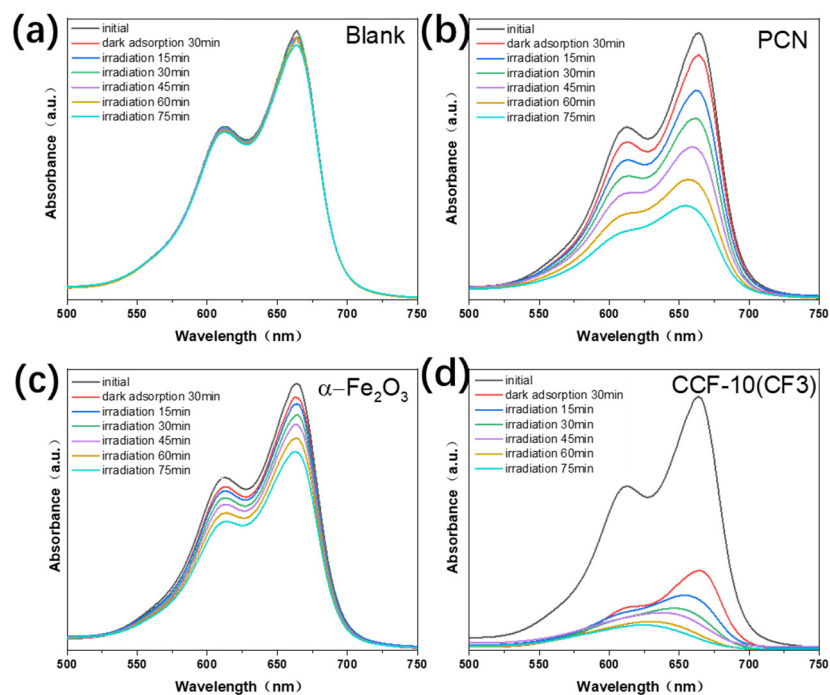 (a)
Blank
initial
dark adsorption 30min
irradiation 15min
irradiation 30min
irradiation 45min
irradiation 60min
irradiation 75min
Absorbance（a.u.）
500 550 600 650 700 750
Wavelength（nm）
(b)
PCN
initial
dark adsorption 30min
irradiation 15min
irradiation 30min
irradiation 45min
irradiation 60min
irradiation 75min
Absorbance（a.u.）
500 550 600 650 700 750
Wavelength（nm）
(c)
α–Fe₂O₃
initial
dark adsorption 30min
irradiation 15min
irradiation 30min
irradiation 45min
irradiation 60min
irradiation 75min
Absorbance（a.u.）
500 550 600 650 700 750
Wavelength（nm）
(d)
CCF-10(CF3)
initial
dark adsorption 30min
irradiation 15min
irradiation 30min
irradiation 45min
irradiation 60min
irradiation 75min
Absorbance（a.u.）
500 550 600 650 700 750
Wavelength（nm）